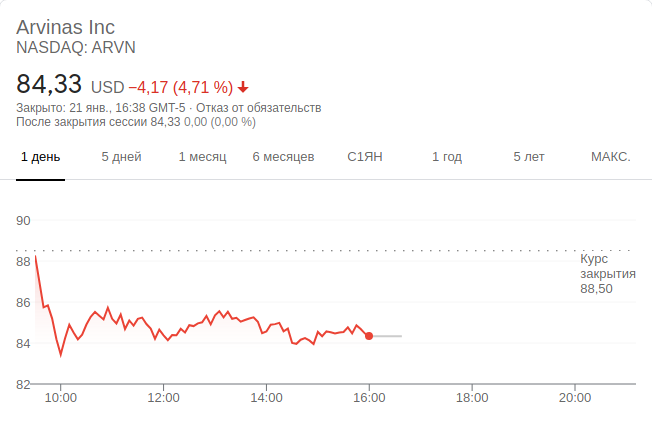 Arvinas Inc
NASDAQ: ARVN
84,33 USD −4,17 (4,71 %)
Закрыто: 21 янв., 16:38 GMT-5 · Отказ от обязательств
После закрытия сессии 84,33 0,00 (0,00 %)
1 день 5 дней 1 месяц 6 месяцев С1ЯН 1 год 5 лет МАКС.
90
88
86
84
82
Курс
закрытия
88,50
10:00 12:00 14:00 16:00 18:00 20:00